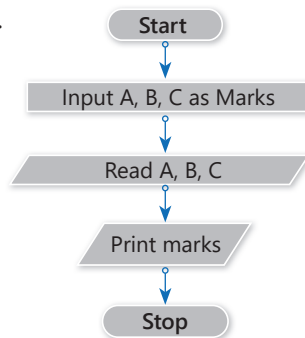 Start
Input A, B, C as Marks
Read A, B, C
Print marks
Stop